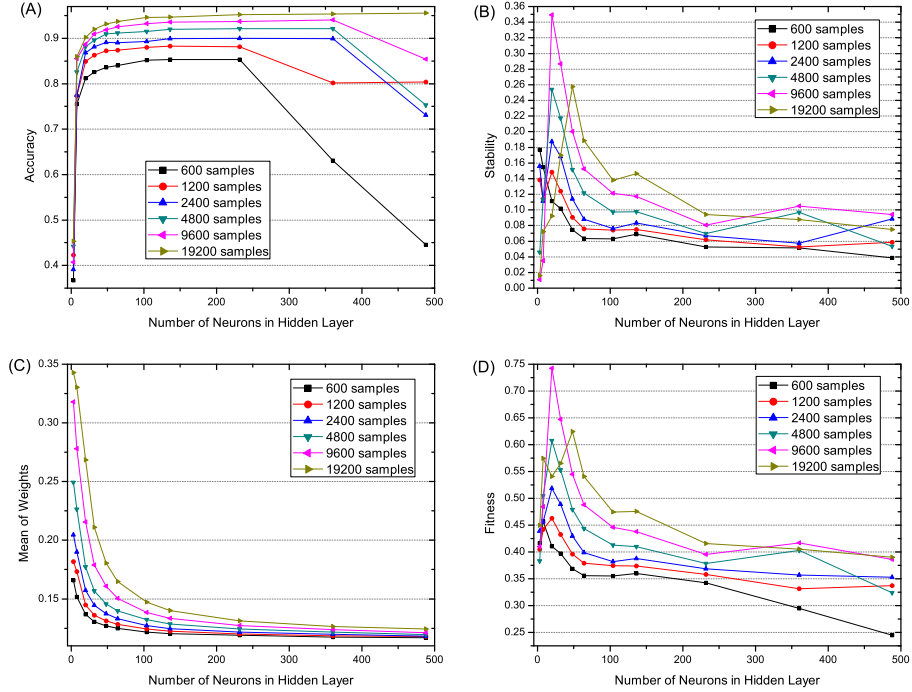 (A)
Accuracy
0.9
0.8
0.7
0.6
0.5
0.4
600 samples
1200 samples
2400 samples
4800 samples
9600 samples
19200 samples
0 100 200 300 400 500
Number of Neurons in Hidden Layer
(B)
Stability
0.36
0.34
0.32
0.30
0.28
0.26
0.24
0.22
0.20
0.18
0.16
0.14
0.12
0.10
0.08
0.06
0.04
0.02
0.00
600 samples
1200 samples
2400 samples
4800 samples
9600 samples
19200 samples
0 100 200 300 400 500
Number of Neurons in Hidden Layer
(C)
Mean of Weights
0.35
0.30
0.25
0.20
0.15
600 samples
1200 samples
2400 samples
4800 samples
9600 samples
19200 samples
0 100 200 300 400 500
Number of Neurons in Hidden Layer
(D)
Fitness
0.75
0.70
0.65
0.60
0.55
0.50
0.45
0.40
0.35
0.30
0.25
600 samples
1200 samples
2400 samples
4800 samples
9600 samples
19200 samples
0 100 200 300 400 500
Number of Neurons in Hidden Layer